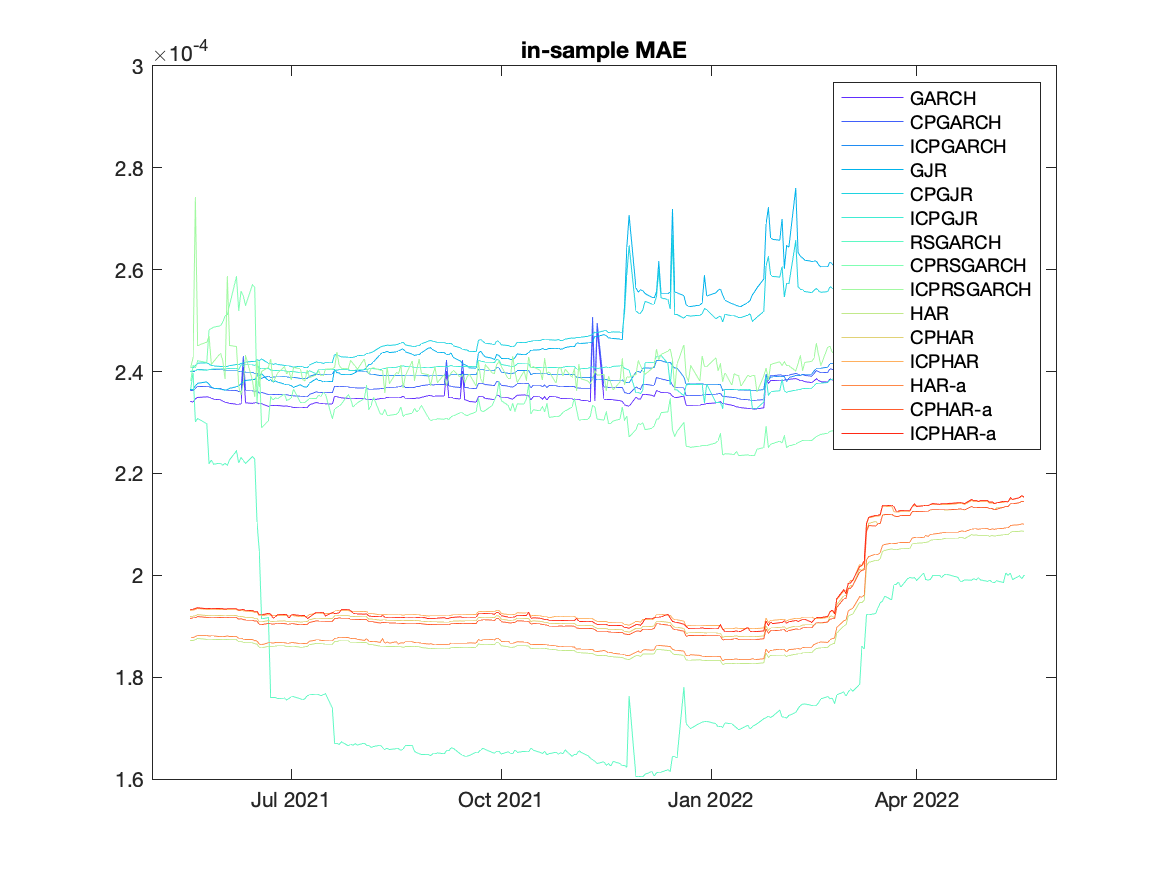 ×10-4
in-sample MAE
3
2.8
2.6
2.4
2.2
2
1.8
1.6
GARCH
CPGARCH
ICPGARCH
GJR
CPGJR
ICPGJR
RSGARCH
CPRSGARCH
ICPRSGARCH
HAR
CPHAR
ICPHAR
HAR-a
CPHAR-a
ICPHAR-a
Jul 2021
Oct 2021
Jan 2022
Apr 2022